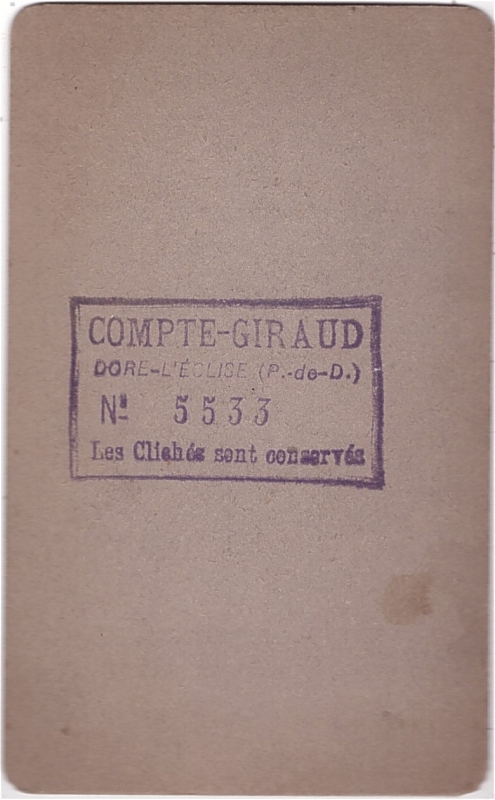 COMPTE-GIRAUD
DORE-L'ÉGLISE (P.-de-D.)
Nº 5533
Les Clichés sont conservés